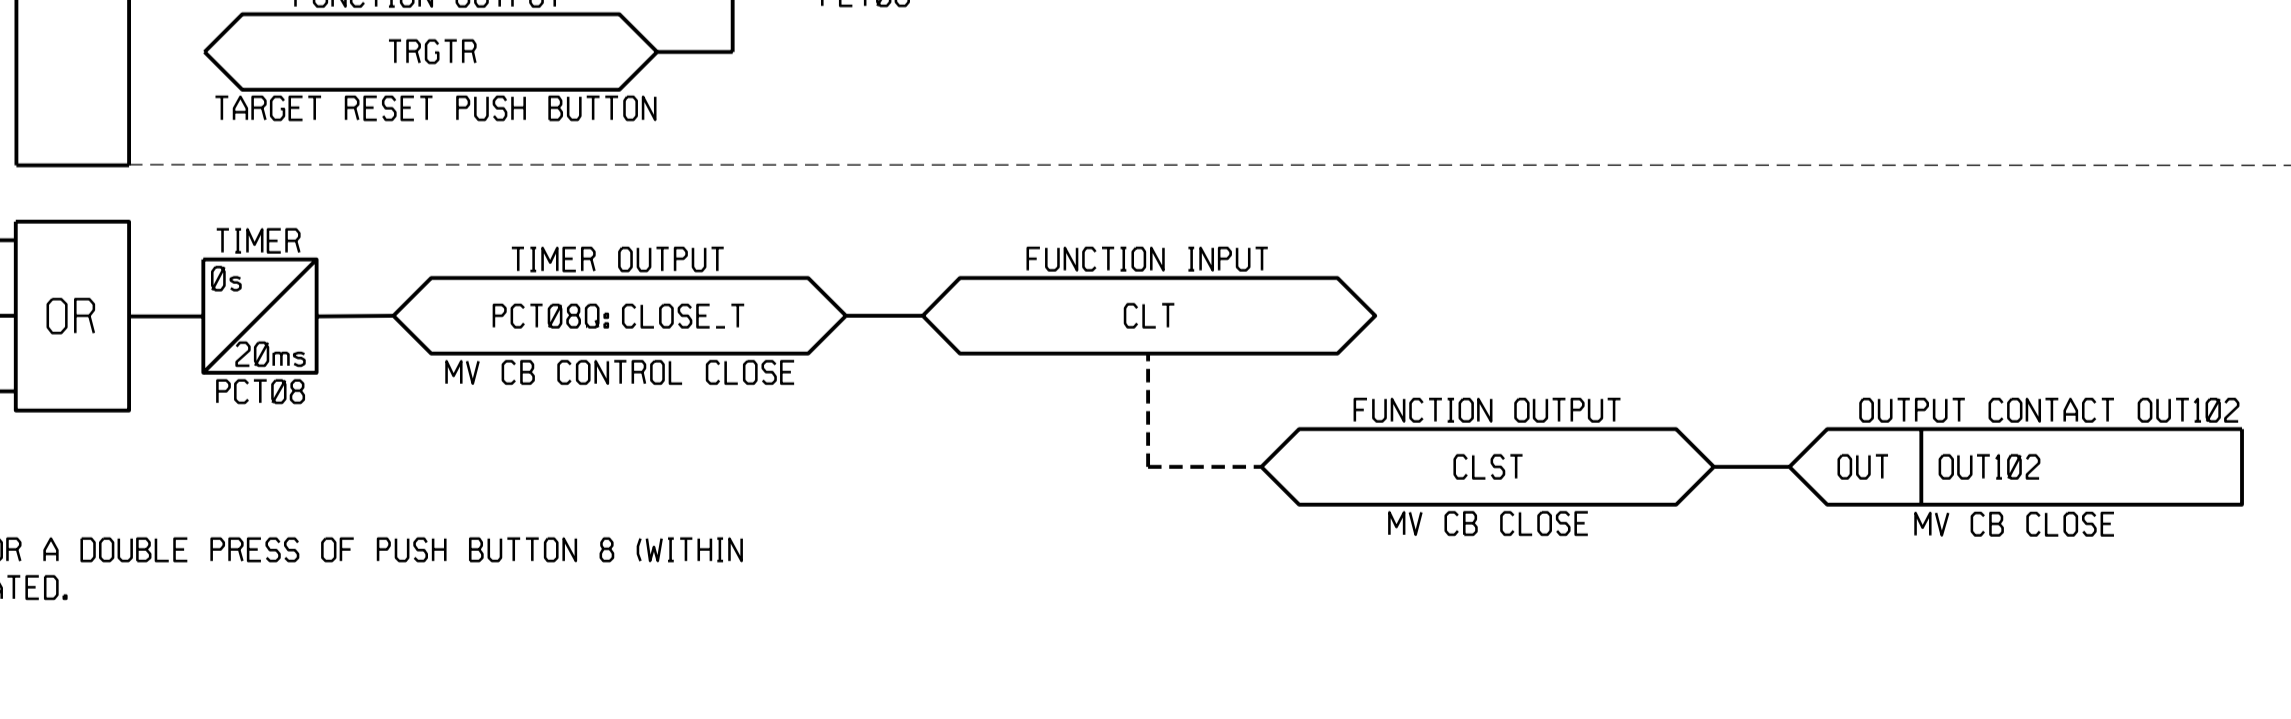 FUNCTION OUTPUT
TRGTR
TARGET RESET PUSH BUTTON
TIMER
0s
20ms
PCT08
OR
TIMER OUTPUT
PCT08Q:CLOSE_T
MV CB CONTROL CLOSE
FUNCTION INPUT
CLT
FUNCTION OUTPUT
CLST
MV CB CLOSE
OUTPUT CONTACT OUT102
OUT OUT102
MV CB CLOSE
A DOUBLE PRESS OF PUSH BUTTON 8 (WITHIN